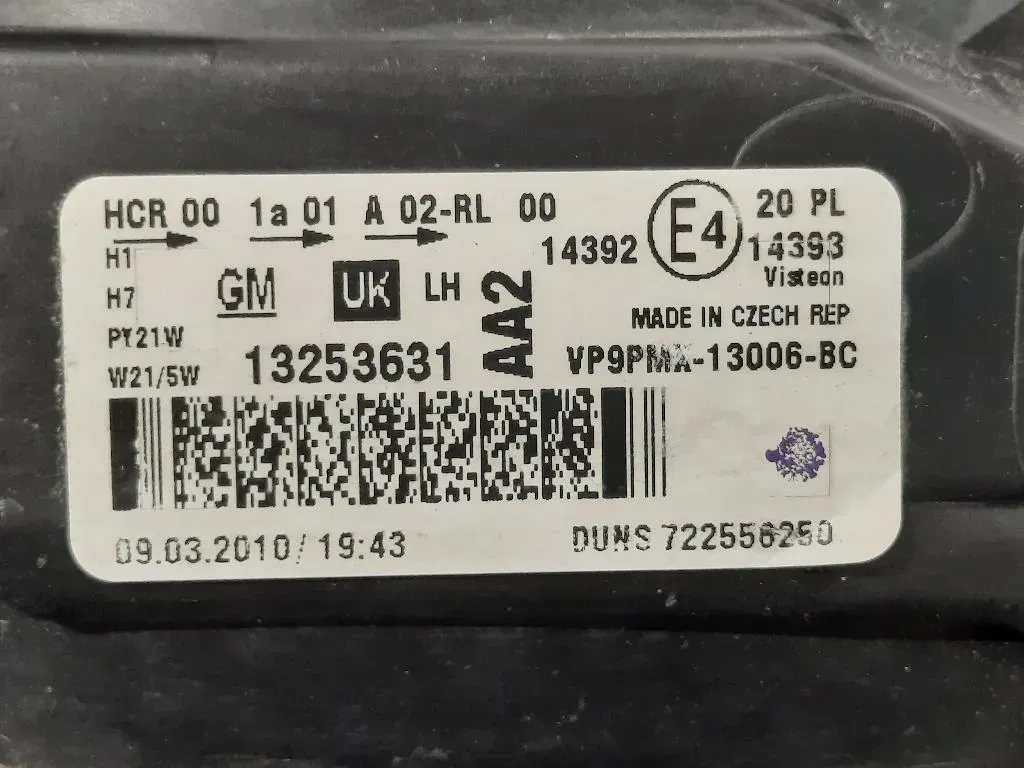 HCR 00 1a 01 A 02-RL 00
14392 E4 20 PL
14393
Visteon
H1
H7
PY21W
W21/5W
GM UK LH AA2
MADE IN CZECH REP
13253631
VP9PMX-13006-BC
09.03.2010/ 19:43 DUNS 722556250